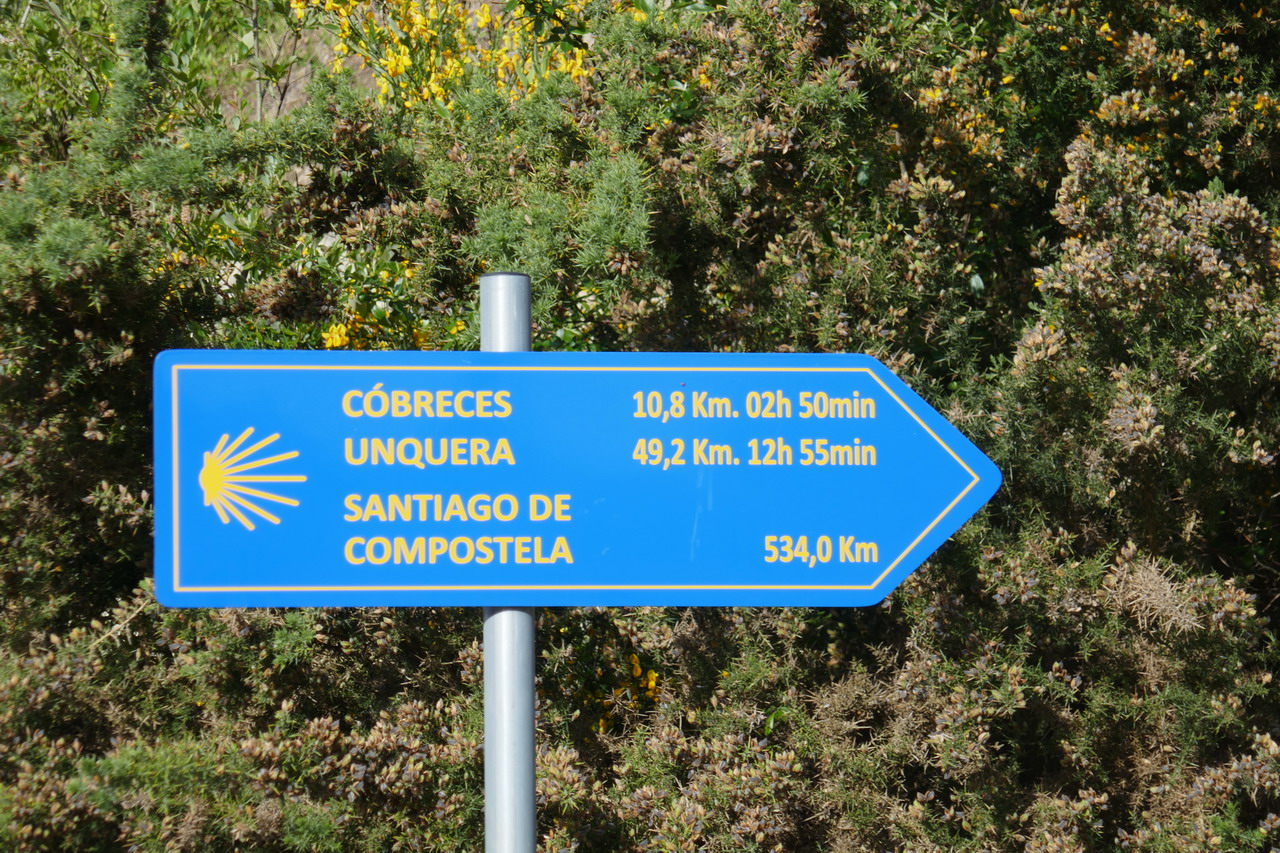 CÓBRECES 10,8 Km. 02h 50min
UNQUERA 49,2 Km. 12h 55min
SANTIAGO DE
COMPOSTELA 534,0 Km